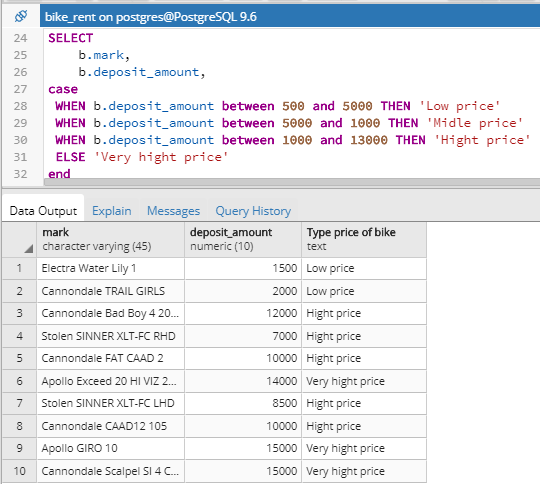 bike_rent on postgres@PostgreSQL 9.6
24 SELECT
25 b.mark,
26 b.deposit_amount,
27 case
28 WHEN b.deposit_amount between 500 and 5000 THEN 'Low price'
29 WHEN b.deposit_amount between 5000 and 1000 THEN 'Midle price'
30 WHEN b.deposit_amount between 1000 and 13000 THEN 'Hight price'
31 ELSE 'Very hight price'
32 end
Data Output Explain Messages Query History
mark deposit_amount Type price of bike
character varying (45) numeric (10) text
1 Electra Water Lily 1 1500 Low price
2 Cannondale TRAIL GIRLS 2000 Low price
3 Cannondale Bad Boy 4 20... 12000 Hight price
4 Stolen SINNER XLT-FC RHD 7000 Hight price
5 Cannondale FAT CAAD 2 10000 Hight price
6 Apollo Exceed 20 HI VIZ 2... 14000 Very hight price
7 Stolen SINNER XLT-FC LHD 8500 Hight price
8 Cannondale CAAD12 105 10000 Hight price
9 Apollo GIRO 10 15000 Very hight price
10 Cannondale Scalpel SI 4 C... 15000 Very hight price